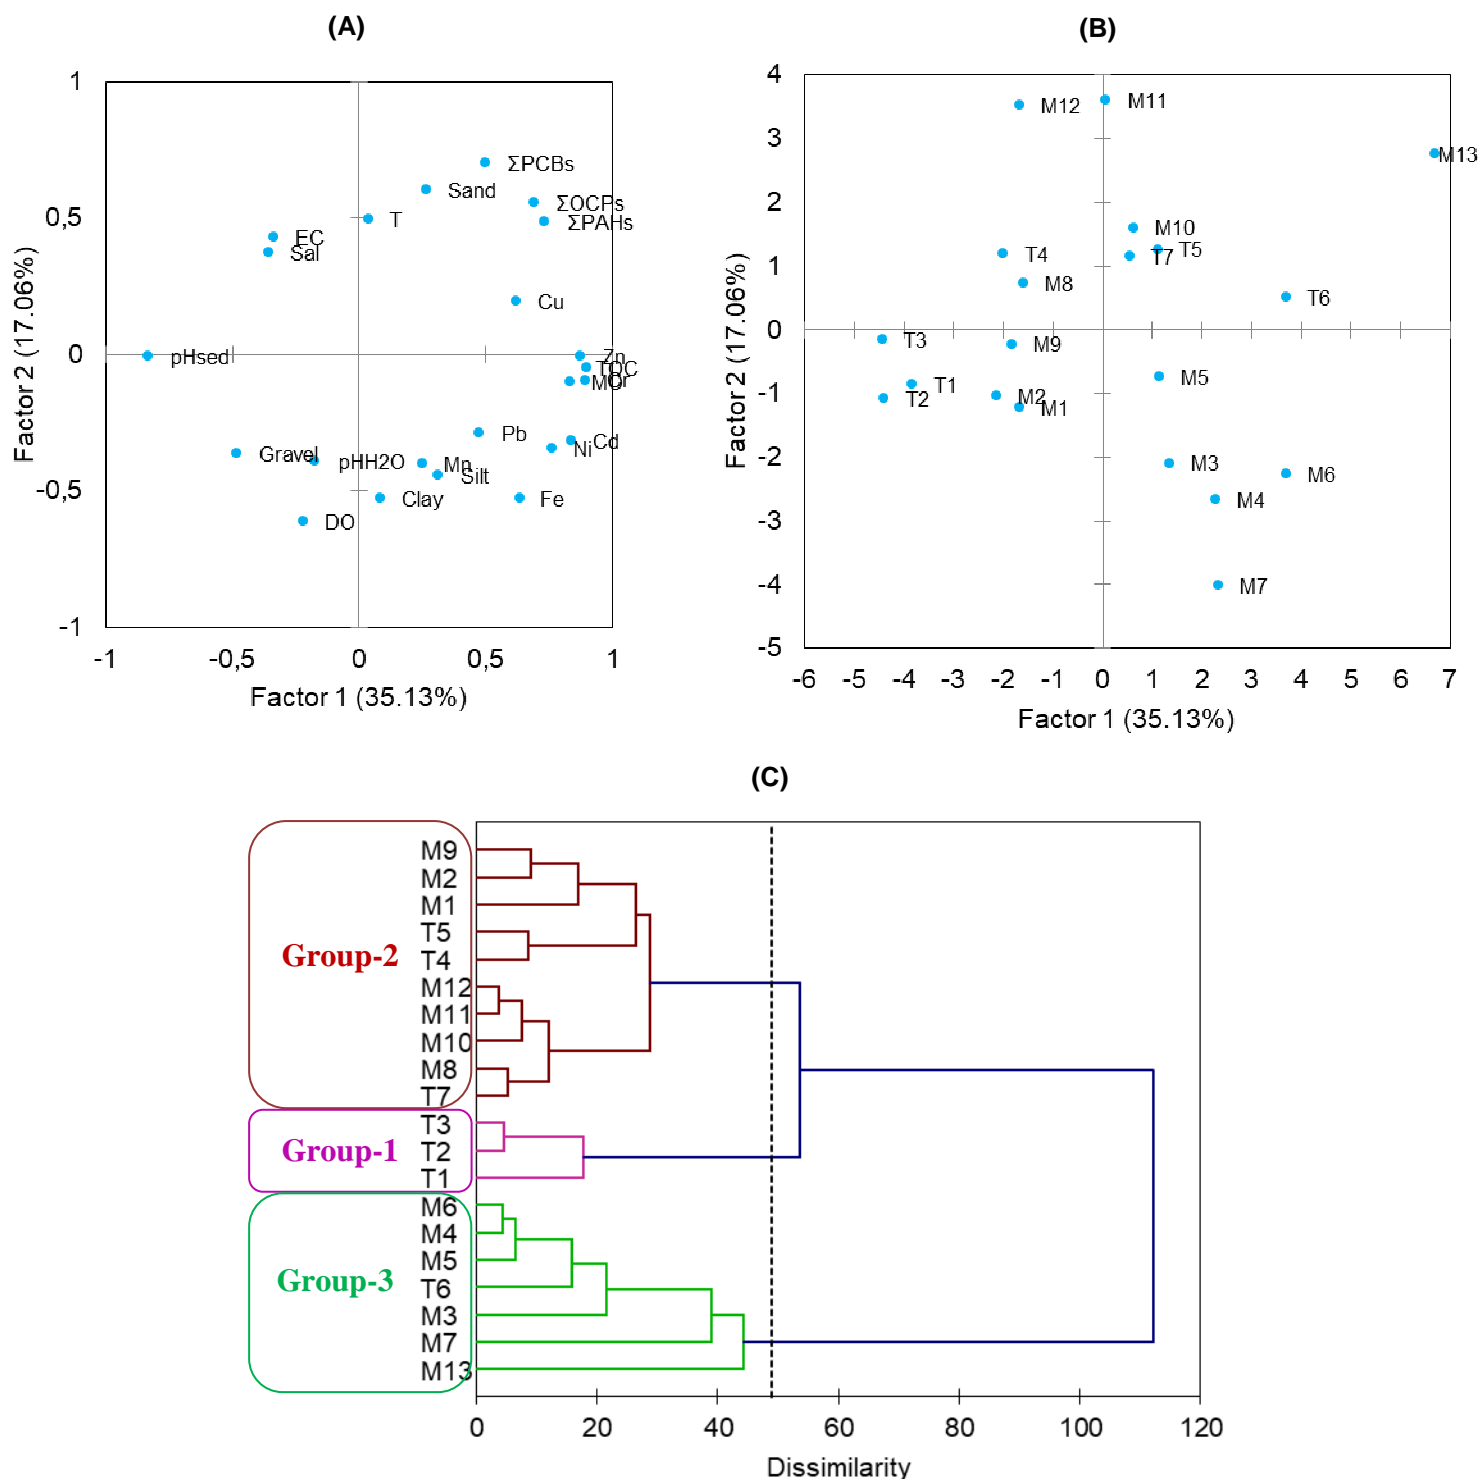 (A)
1
0,5
0
-0,5
-1
Factor 2 (17.06%)
ΣPCBs
Sand
ΣOCPs
ΣPAHs
T
EC
Sal
Cu
pHsed
Zn
TOC
MO
Cr
Pb
Cd
Ni
Gravel
pHH2O
Mn
Silt
Clay
Fe
DO
-1 -0,5 0 0,5 1
Factor 1 (35.13%)
(B)
4
3
2
1
0
-1
-2
-3
-4
-5
Factor 2 (17.06%)
M12
M11
M13
M10
T5
T7
T4
M8
T6
T3
M9
T1
T2
M2
M1
M5
M3
M6
M4
M7
-6 -5 -4 -3 -2 -1 0 1 2 3 4 5 6 7
Factor 1 (35.13%)
(C)
Group-2
M9
M2
M1
T5
T4
M12
M11
M10
M8
T7
Group-1
T3
T2
T1
Group-3
M6
M4
M5
T6
M3
M7
M13
0 20 40 60 80 100 120
Dissimilarity